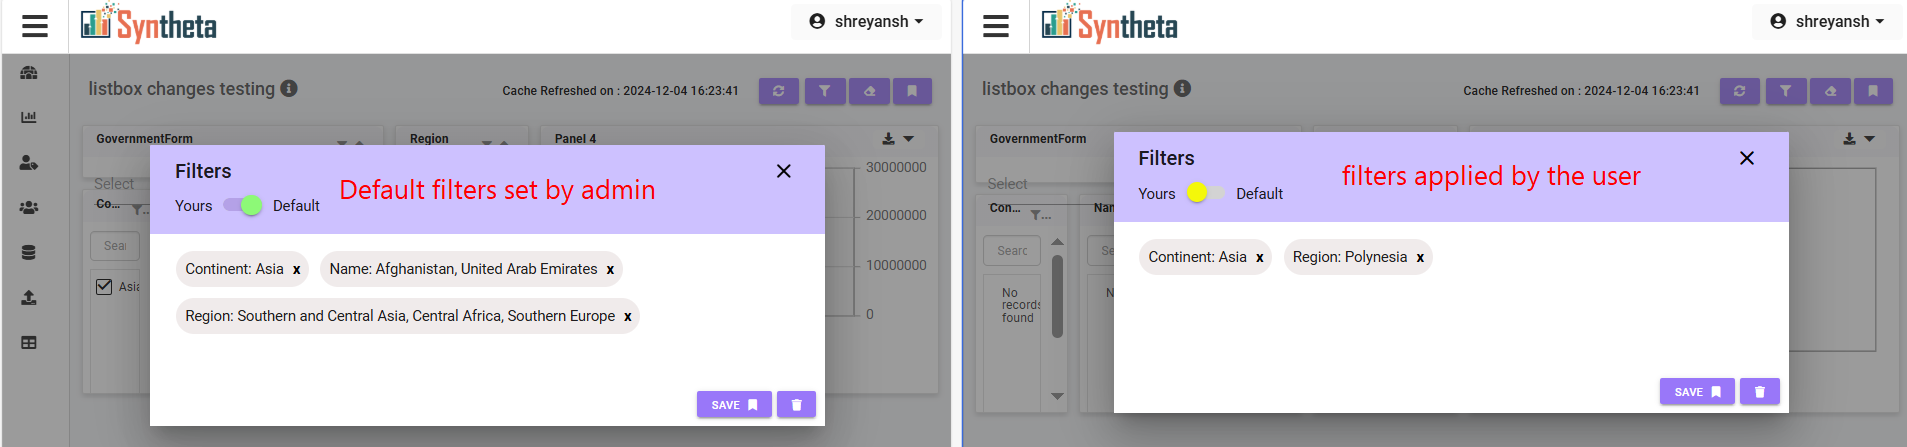 Syntheta
shreyansh
listbox changes testing
Cache Refreshed on : 2024-12-04 16:23:41
GovernmentForm
Region
Panel 4
Select
Co...
Sear
Asia
30000000
20000000
10000000
0
Filters
Yours
Default
Default filters set by admin
Continent: Asia x
Name: Afghanistan, United Arab Emirates x
Region: Southern and Central Asia, Central Africa, Southern Europe x
SAVE
Syntheta
shreyansh
listbox changes testing
Cache Refreshed on : 2024-12-04 16:23:41
GovernmentForm
Select
Con...
Searc
No
records
found
Filters
Yours
Default
filters applied by the user
Continent: Asia x
Region: Polynesia x
SAVE